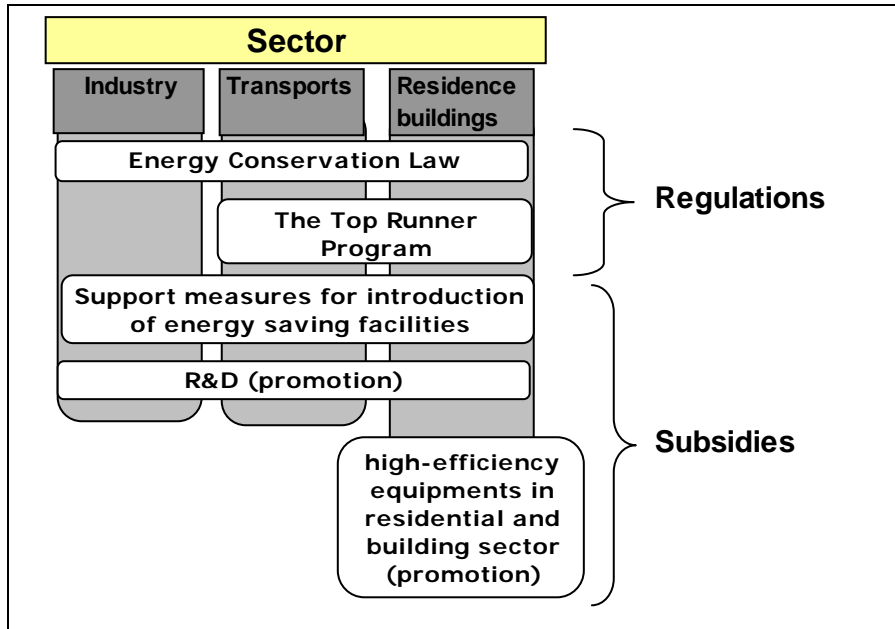 Sector
Industry
Transports
Residence
buildings
Energy Conservation Law
The Top Runner
Program
Regulations
Support measures for introduction
of energy saving facilities
R&D (promotion)
Subsidies
high-efficiency
equipments in
residential and
building sector
(promotion)